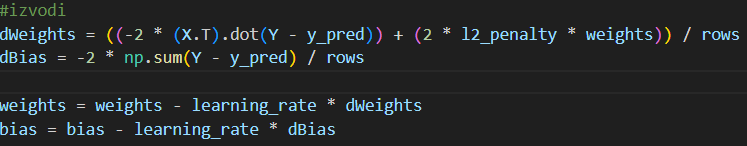 #izvodi
dWeights = ((-2 * (X.T).dot(Y - y_pred)) + (2 * l2_penalty * weights)) / rows
dBias = -2 * np.sum(Y - y_pred) / rows
weights = weights - learning_rate * dWeights
bias = bias - learning_rate * dBias